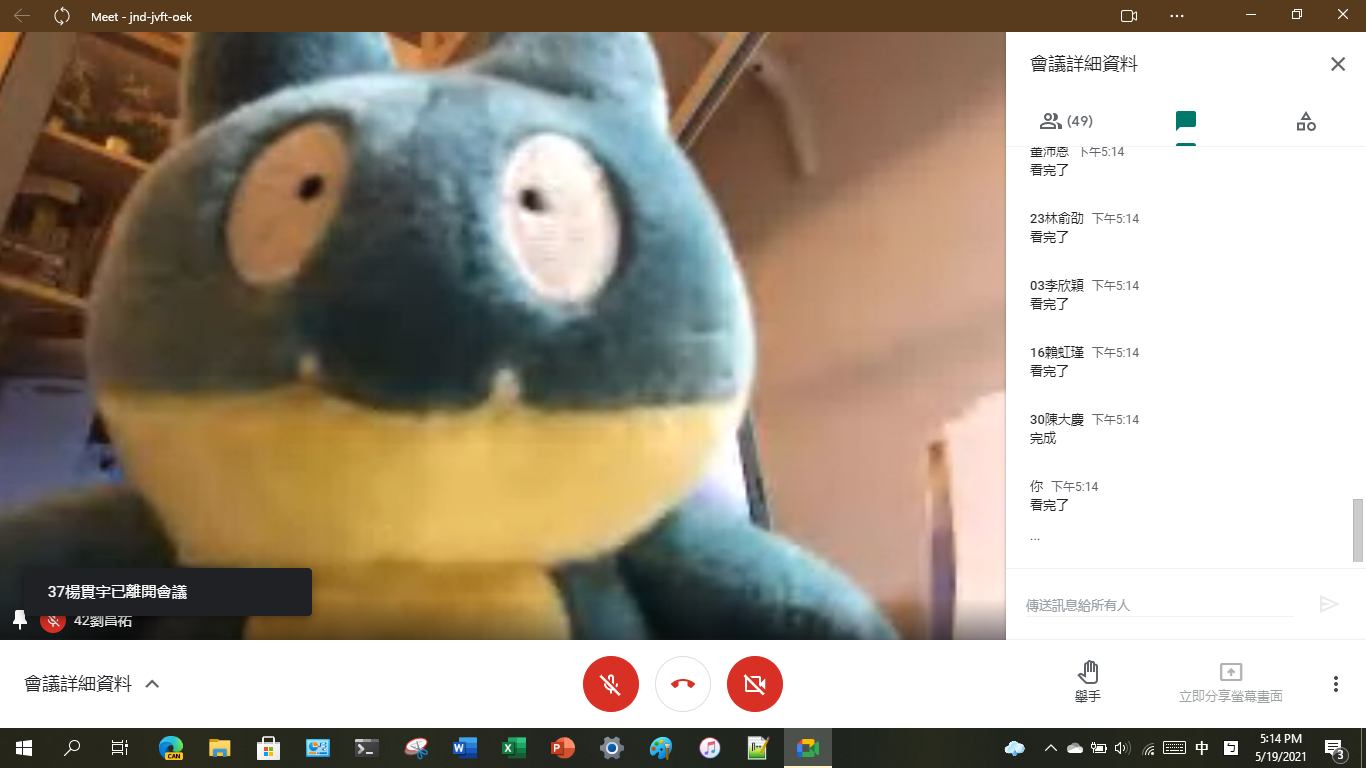 Meet - jnd-jvft-oek
會議詳細資料
(49)
董沛恩 下午5:14
看完了
23林俞劭 下午5:14
看完了
03李欣穎 下午5:14
看完了
16賴虹瑾 下午5:14
看完了
30陳大慶 下午5:14
完成
你 下午5:14
看完了
...
37楊貫宇已離開會議
42劉昌祐
傳送訊息給所有人
會議詳細資料
舉手
立即分享螢幕畫面
CAN
中
5:14 PM
5/19/2021
3